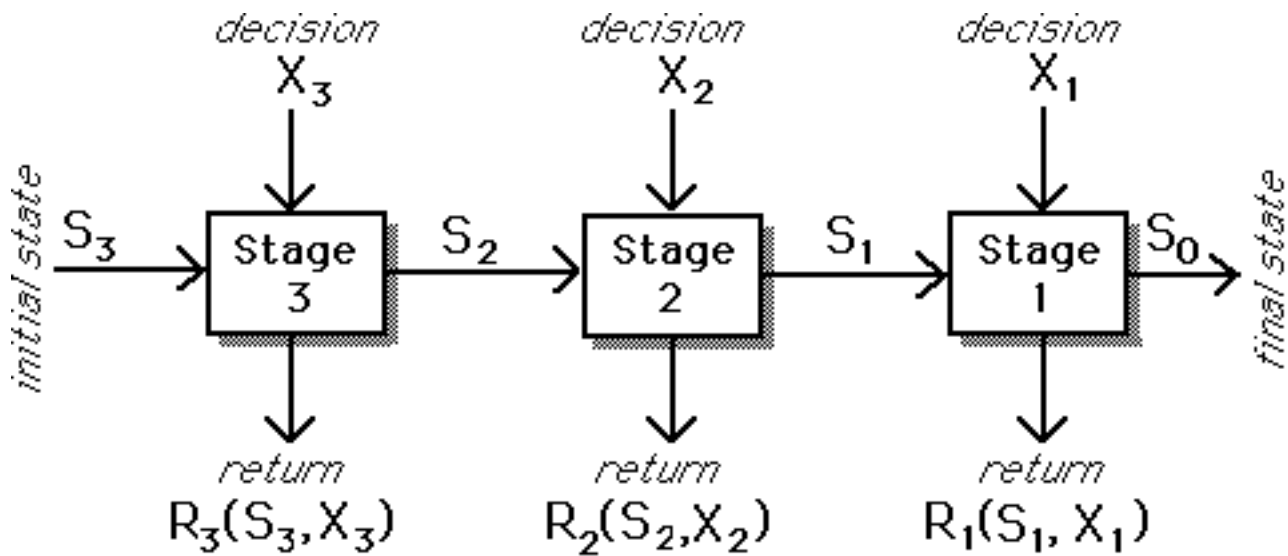 decision
decision
decision
X₃
X₂
X₁
initial state
S₃
Stage
3
S₂
Stage
2
S₁
Stage
1
S₀
final state
return
return
return
R₃(S₃,X₃)
R₂(S₂,X₂)
R₁(S₁, X₁)